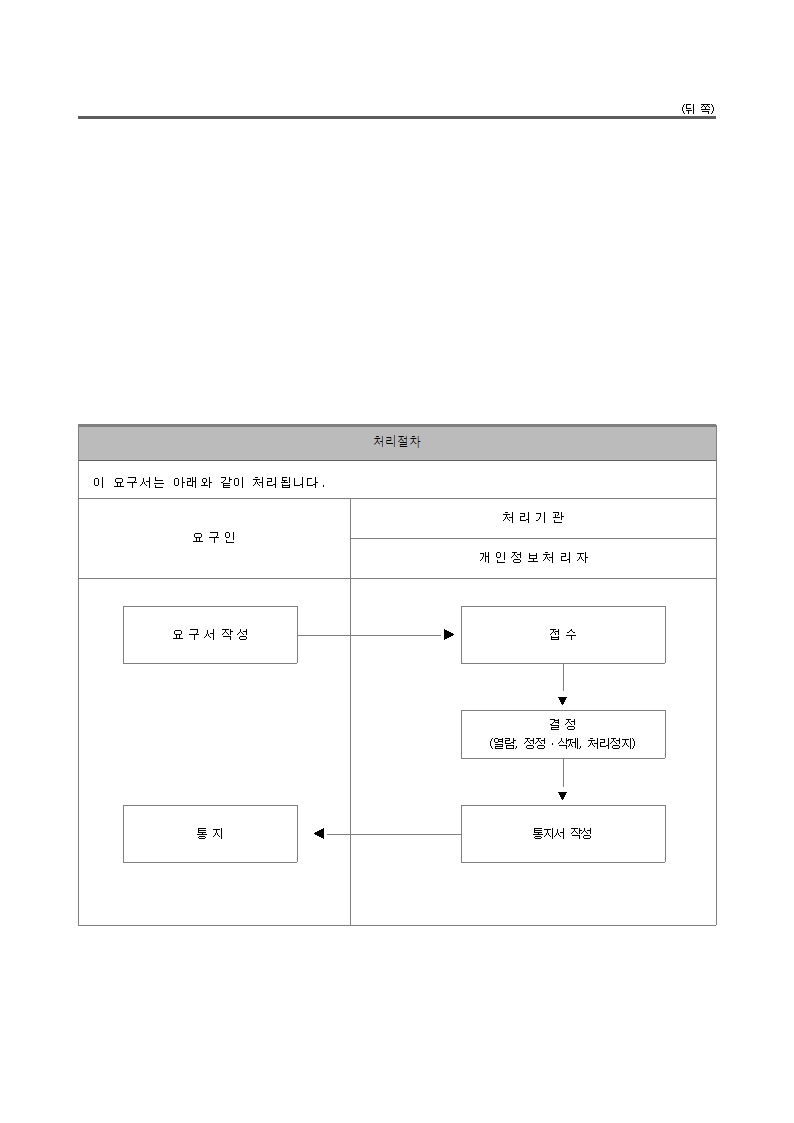 (뒤 쪽)
처리절차
이 요구서는 아래와 같이 처리됩니다.
요 구 인
처 리 기 관
개 인 정 보 처 리 자
요 구 서 작 성
접 수
결 정
(열람, 정정ㆍ삭제, 처리정지)
통 지
통지서 작성